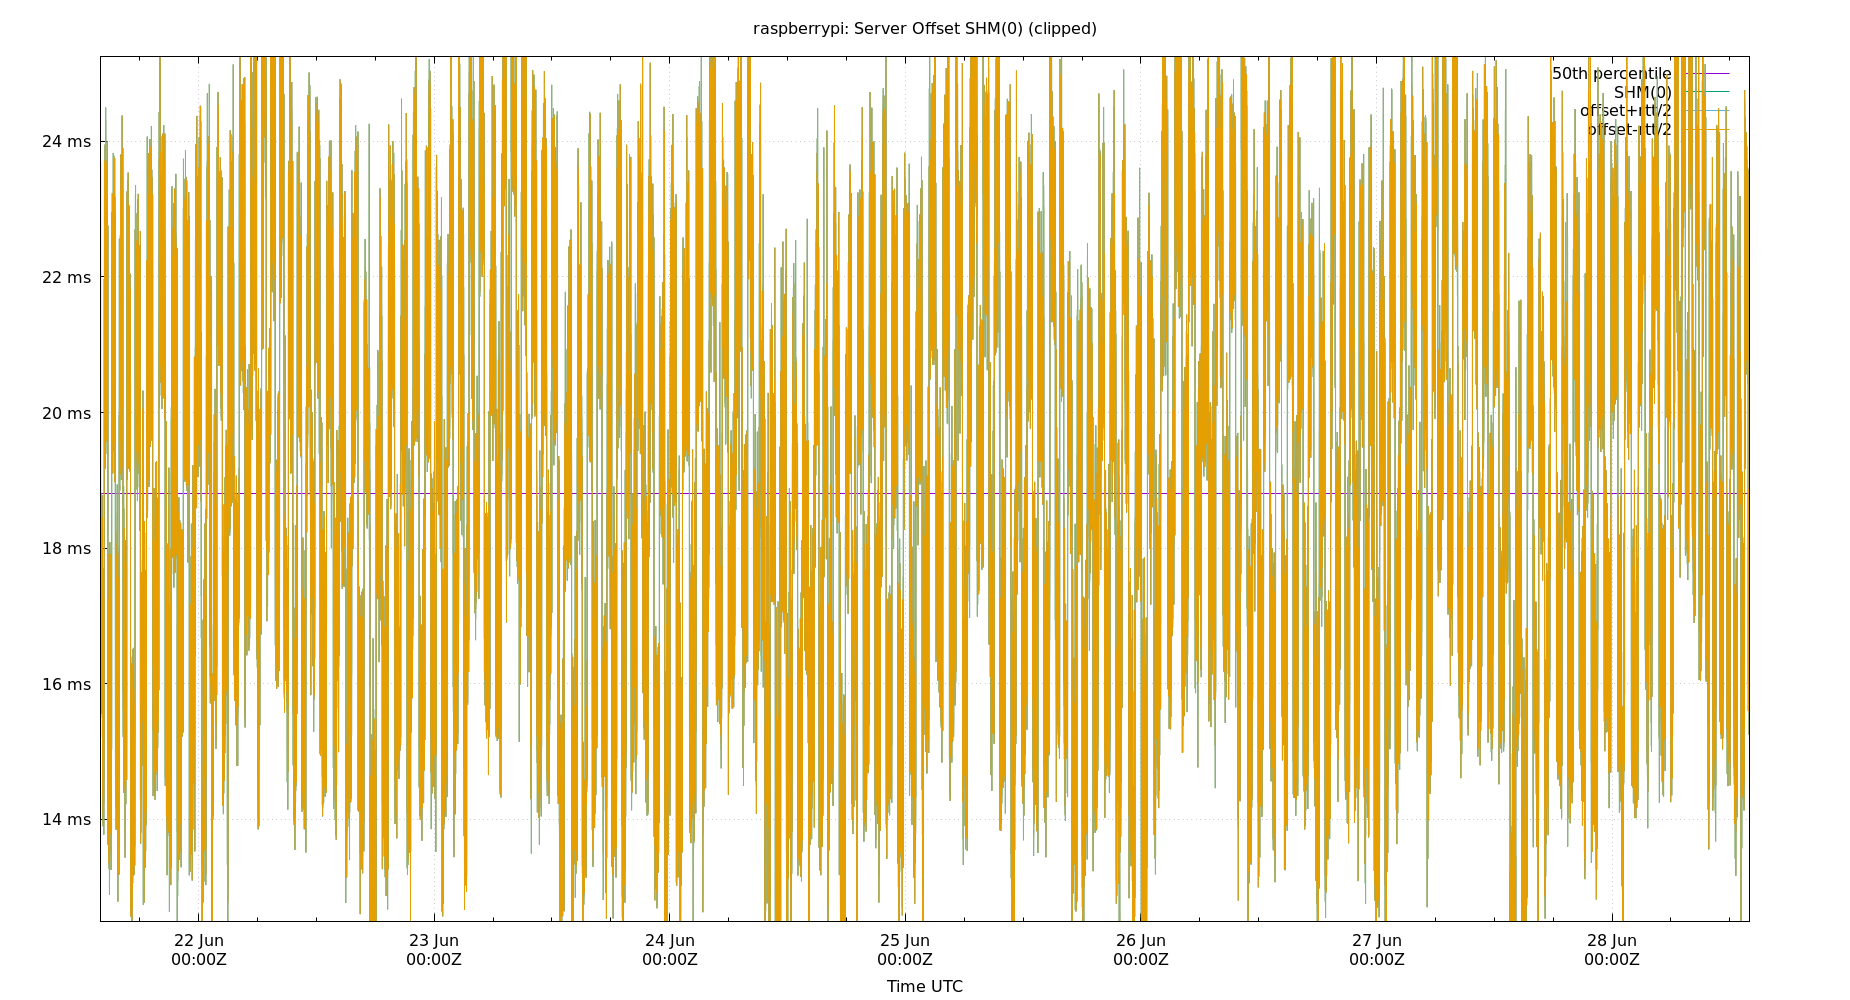 raspberrypi: Server Offset SHM(0) (clipped)
50th percentile
SHM(0)
offset+rtt/2
offset-rtt/2
24 ms
22 ms
20 ms
18 ms
16 ms
14 ms
22 Jun 23 Jun 24 Jun 25 Jun 26 Jun 27 Jun 28 Jun
00:00Z 00:00Z 00:00Z 00:00Z 00:00Z 00:00Z 00:00Z
Time UTC